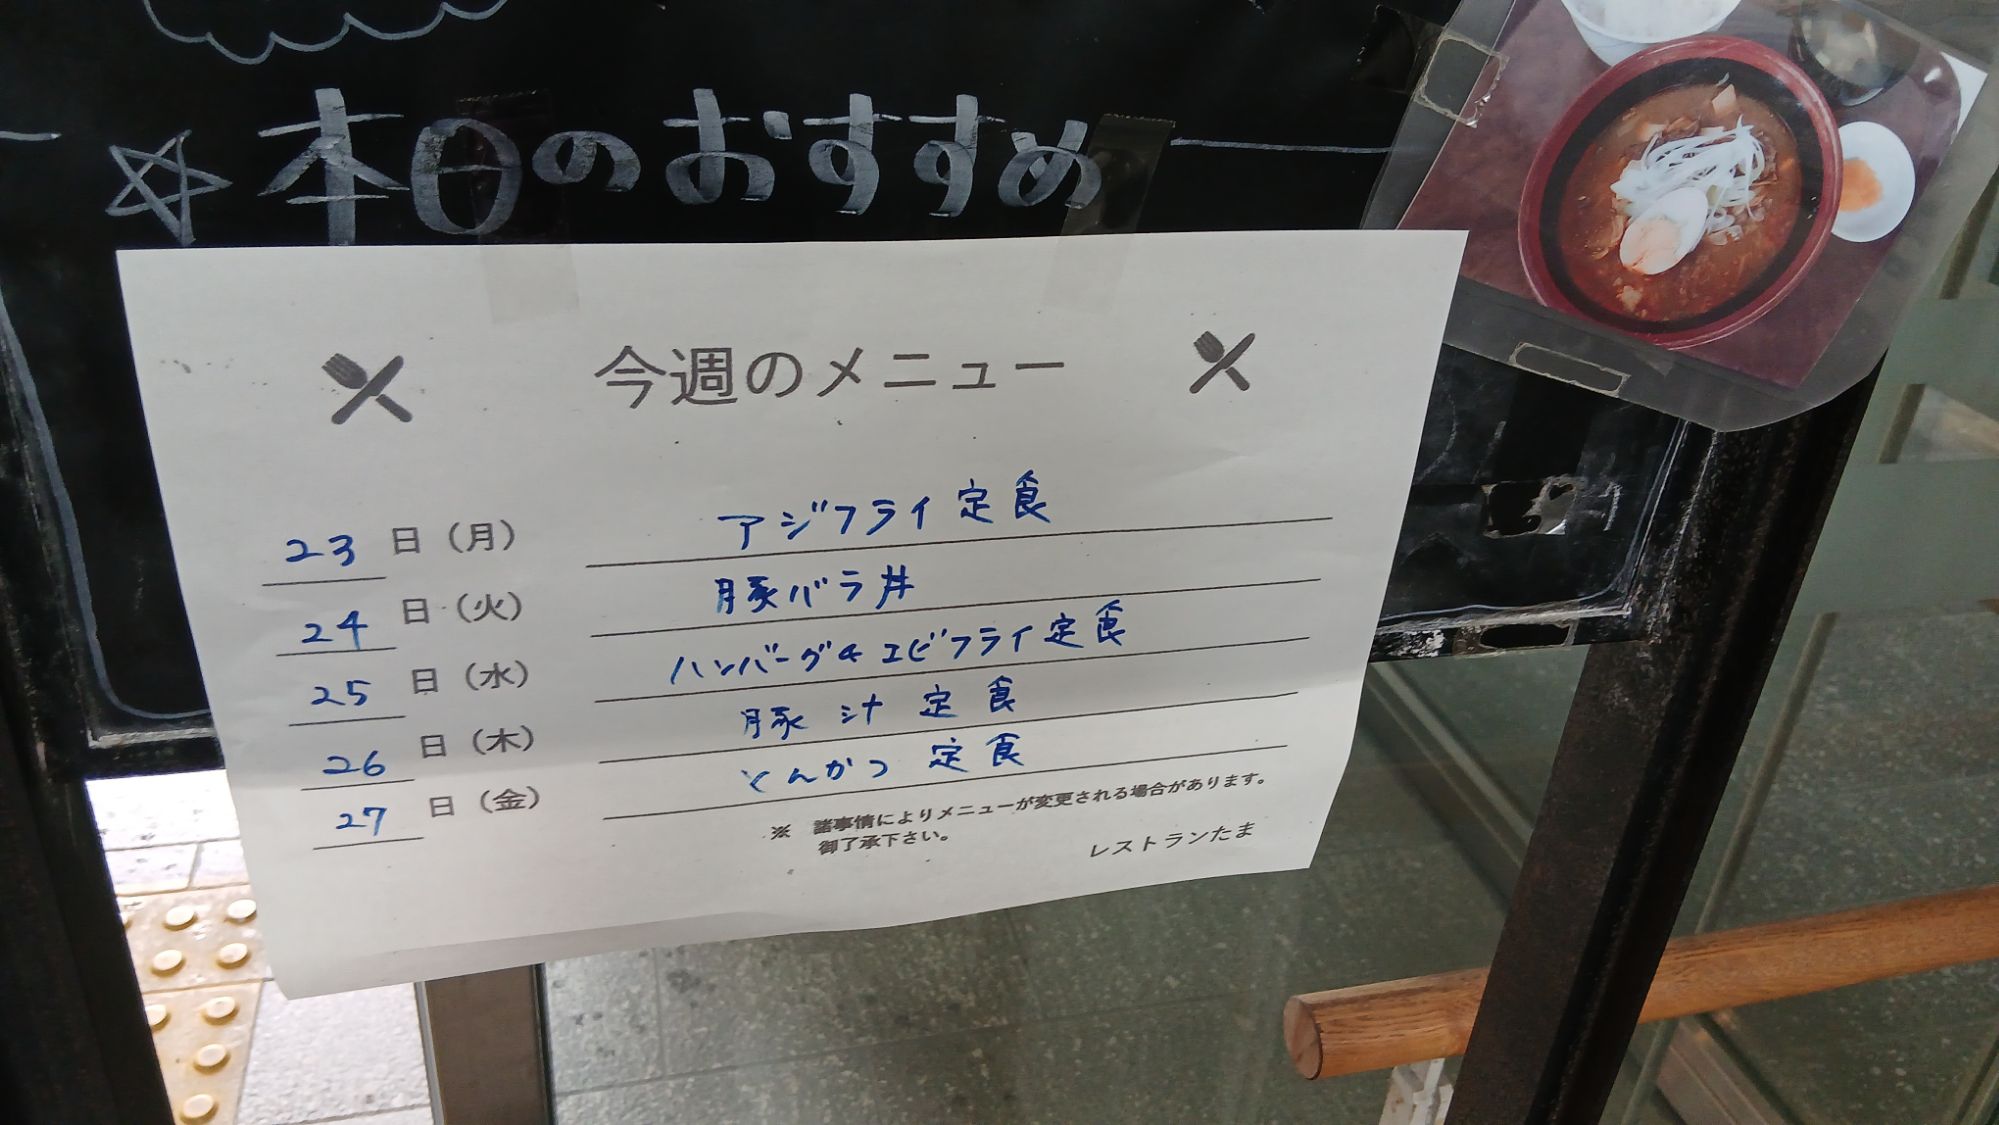 ☆本日のおすすめ
今週のメニュー
23日(月) アジフライ定食
24日(火) 豚バラ丼
25日(水) ハンバーグ&エビフライ定食
26日(木) 豚汁定食
27日(金) とんかつ定食
※ 諸事情によりメニューが変更される場合があります。
御了承下さい。
レストランたま